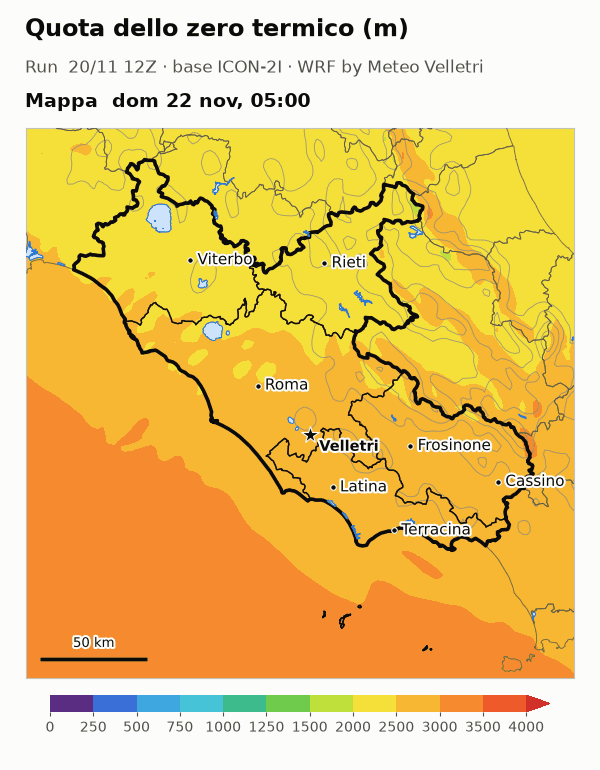 Quota dello zero termico (m)
Run  20/11 12Z · base ICON-2I · WRF by Meteo Velletri
Mappa  dom 22 nov, 05:00
Viterbo
Rieti
Roma
Velletri
Frosinone
Cassino
Latina
Terracina
50 km
0 250 500 750 1000 1250 1500 2000 2500 3000 3500 4000